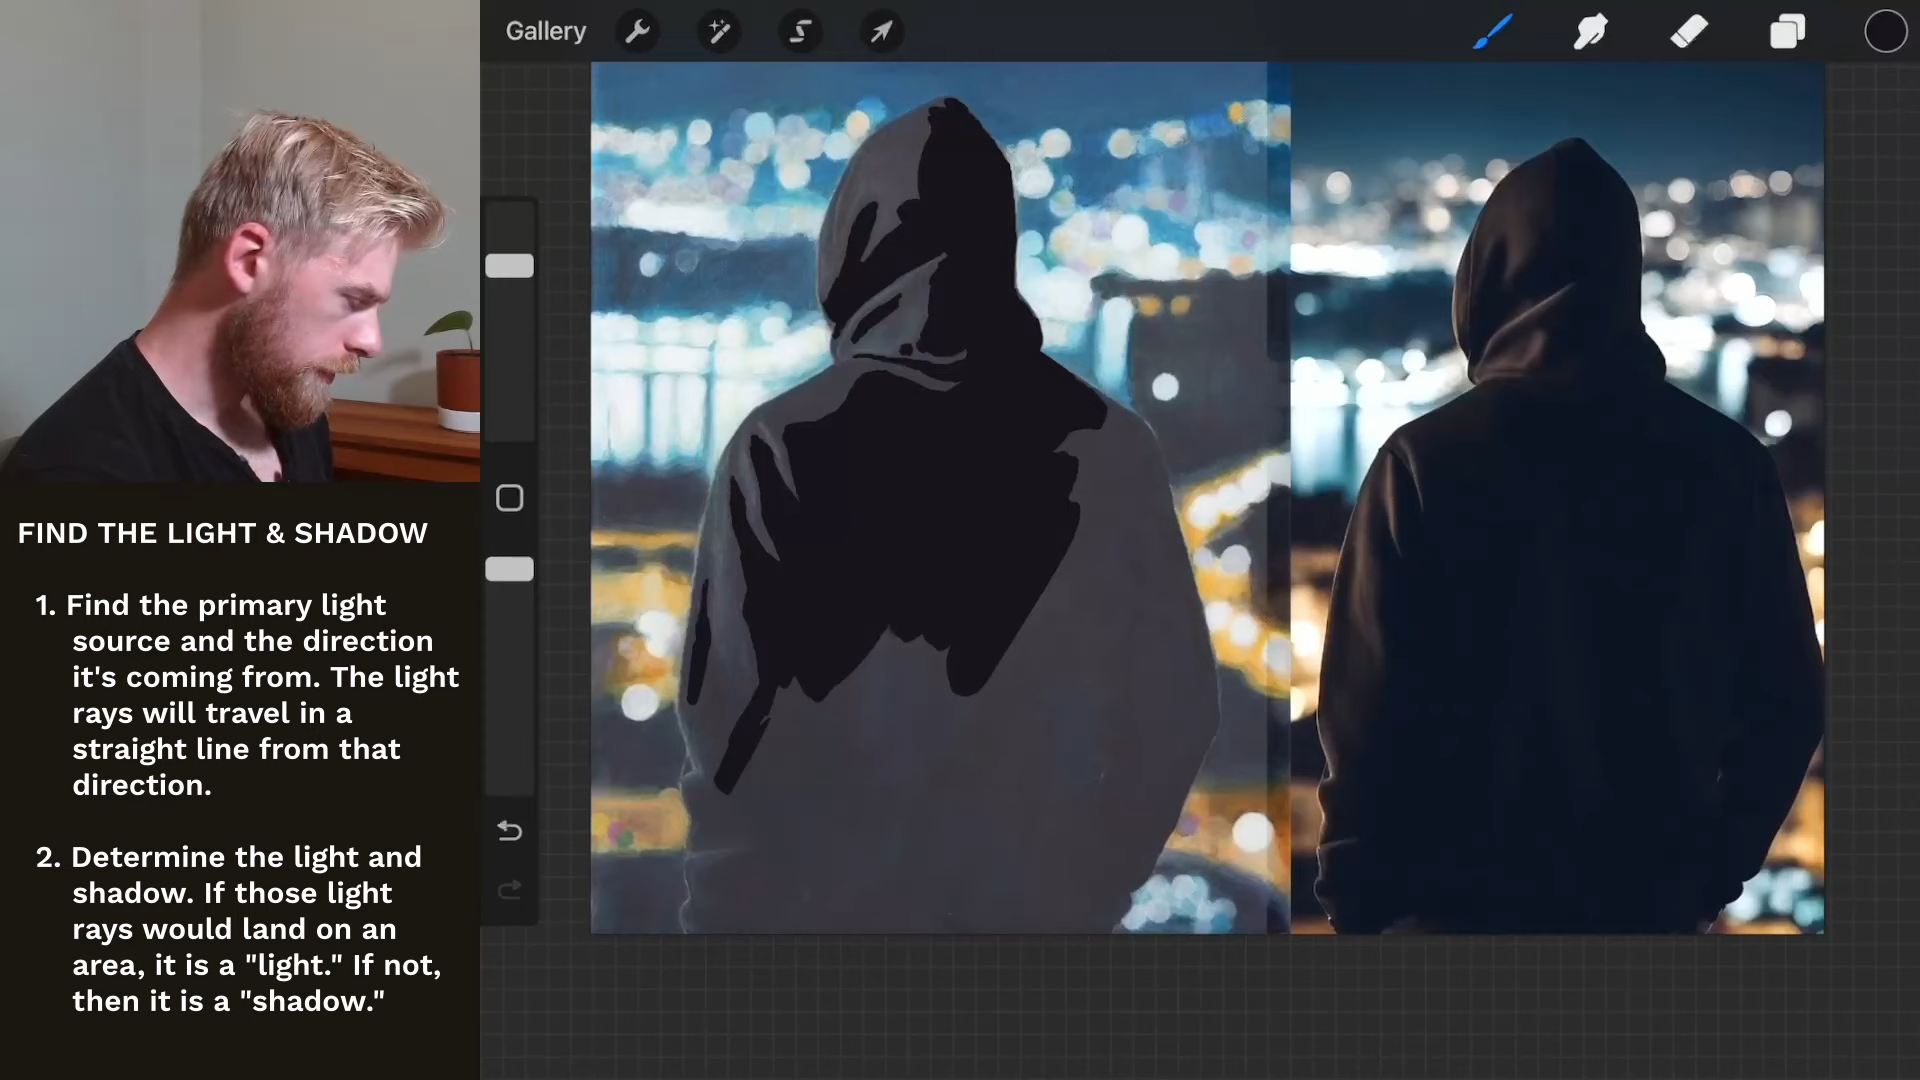 Gallery
FIND THE LIGHT & SHADOW
1. Find the primary light
source and the direction
it's coming from. The light
rays will travel in a
straight line from that
direction.
2. Determine the light and
shadow. If those light
rays would land on an
area, it is a "light." If not,
then it is a "shadow."